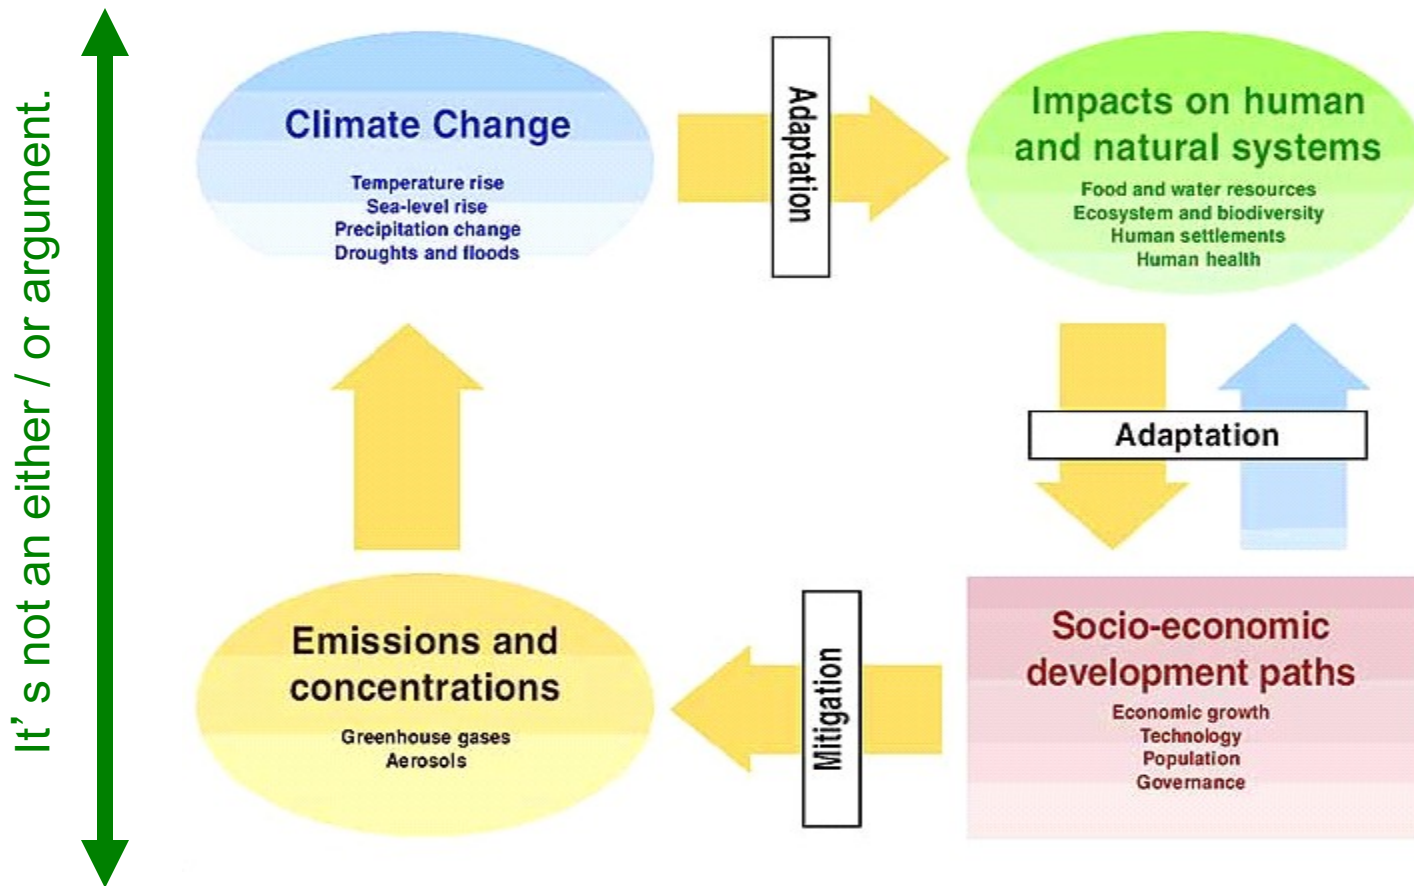 It’s not an either / or argument.
Climate Change
Temperature rise
Sea-level rise
Precipitation change
Droughts and floods
Adaptation
Impacts on human
and natural systems
Food and water resources
Ecosystem and biodiversity
Human settlements
Human health
Adaptation
Emissions and
concentrations
Greenhouse gases
Aerosols
Mitigation
Socio-economic
development paths
Economic growth
Technology
Population
Governance